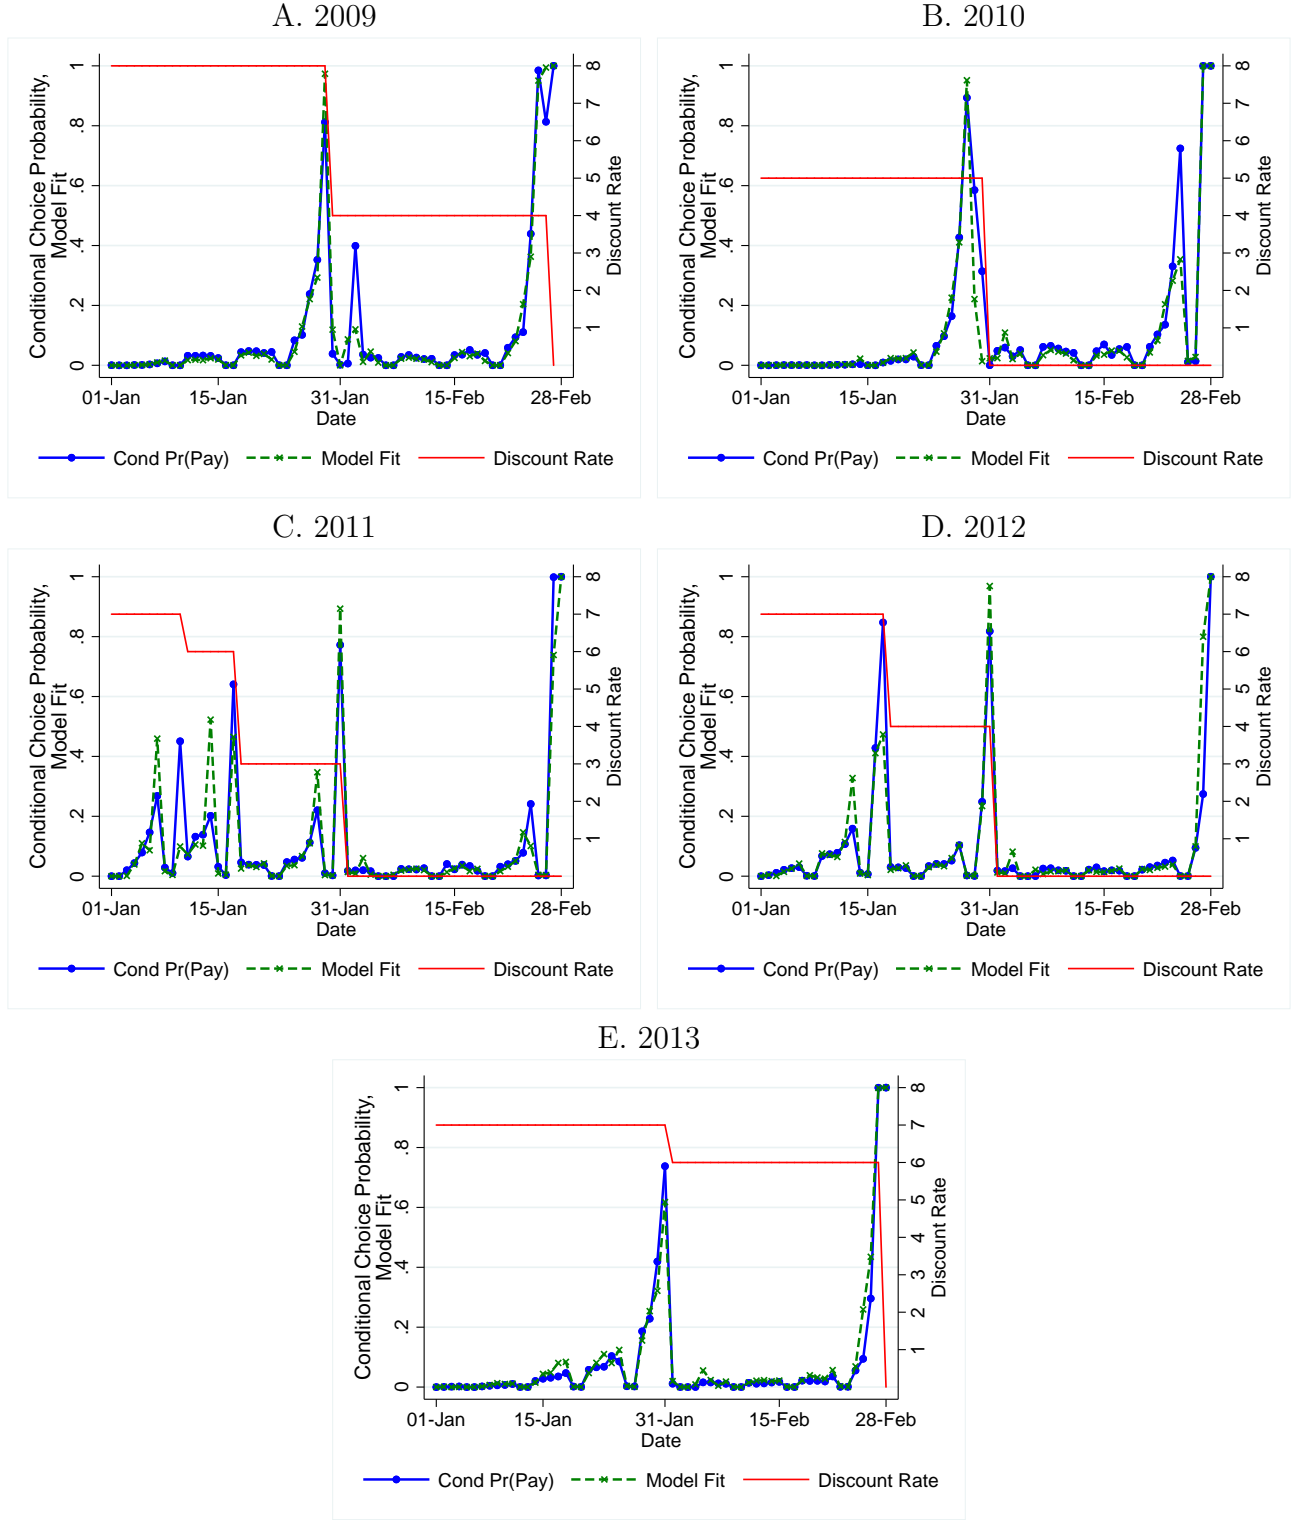 A. 2009
Conditional Choice Probability,
Model Fit
0 .2 .4 .6 .8 1
1 2 3 4 5 6 7 8
Discount Rate
01-Jan 15-Jan 31-Jan 15-Feb 28-Feb
Date
Cond Pr(Pay) Model Fit Discount Rate
B. 2010
Conditional Choice Probability,
Model Fit
0 .2 .4 .6 .8 1
1 2 3 4 5 6 7 8
Discount Rate
01-Jan 15-Jan 31-Jan 15-Feb 28-Feb
Date
Cond Pr(Pay) Model Fit Discount Rate
C. 2011
Conditional Choice Probability,
Model Fit
0 .2 .4 .6 .8 1
1 2 3 4 5 6 7 8
Discount Rate
01-Jan 15-Jan 31-Jan 15-Feb 28-Feb
Date
Cond Pr(Pay) Model Fit Discount Rate
D. 2012
Conditional Choice Probability,
Model Fit
0 .2 .4 .6 .8 1
1 2 3 4 5 6 7 8
Discount Rate
01-Jan 15-Jan 31-Jan 15-Feb 28-Feb
Date
Cond Pr(Pay) Model Fit Discount Rate
E. 2013
Conditional Choice Probability,
Model Fit
0 .2 .4 .6 .8 1
1 2 3 4 5 6 7 8
Discount Rate
01-Jan 15-Jan 31-Jan 15-Feb 28-Feb
Date
Cond Pr(Pay) Model Fit Discount Rate